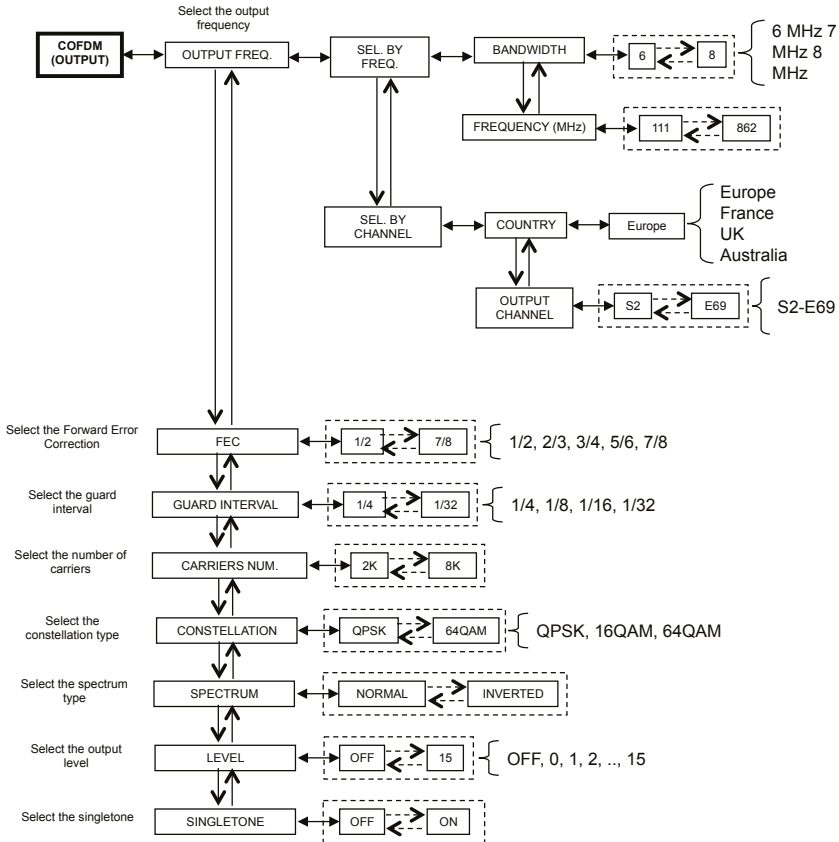 Select the output
frequency
COFDM
(OUTPUT)
OUTPUT FREQ.
SEL. BY
FREQ.
BANDWIDTH
6
8
6 MHz 7
MHz 8
MHz
FREQUENCY (MHz)
111
862
SEL. BY
CHANNEL
COUNTRY
Europe
Europe
France
UK
Australia
OUTPUT
CHANNEL
S2
E69
S2-E69
Select the Forward Error
Correction
FEC
1/2
7/8
1/2, 2/3, 3/4, 5/6, 7/8
Select the guard
interval
GUARD INTERVAL
1/4
1/32
1/4, 1/8, 1/16, 1/32
Select the number of
carriers
CARRIERS NUM.
2K
8K
Select the
constellation type
CONSTELLATION
QPSK
64QAM
QPSK, 16QAM, 64QAM
Select the spectrum
type
SPECTRUM
NORMAL
INVERTED
Select the output
level
LEVEL
OFF
15
OFF, 0, 1, 2, .., 15
Select the singletone
SINGLETONE
OFF
ON